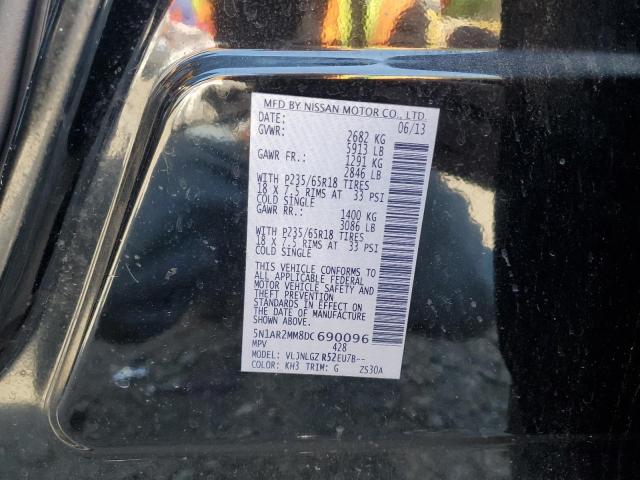 MFD BY NISSAN MOTOR CO., LTD.
DATE: 06/13
GVWR: 2682 KG
5913 LB
GAWR FR.: 1291 KG
2846 LB
WITH P235/65R18 TIRES
18 X 7.5 RIMS AT 33 PSI
COLD SINGLE
GAWR RR.: 1400 KG
3086 LB
WITH P235/65R18 TIRES
18 X 7.5 RIMS AT 33 PSI
COLD SINGLE
THIS VEHICLE CONFORMS TO
ALL APPLICABLE FEDERAL
MOTOR VEHICLE SAFETY AND
THEFT PREVENTION
STANDARDS IN EFFECT ON
THE DATE OF MANUFACTURE
SHOWN ABOVE.
5N1AR2MM8DC690096
MPV 428
MODEL: VLJNLGZ R52EU7B--
COLOR: KH3 TRIM: G ZS30A